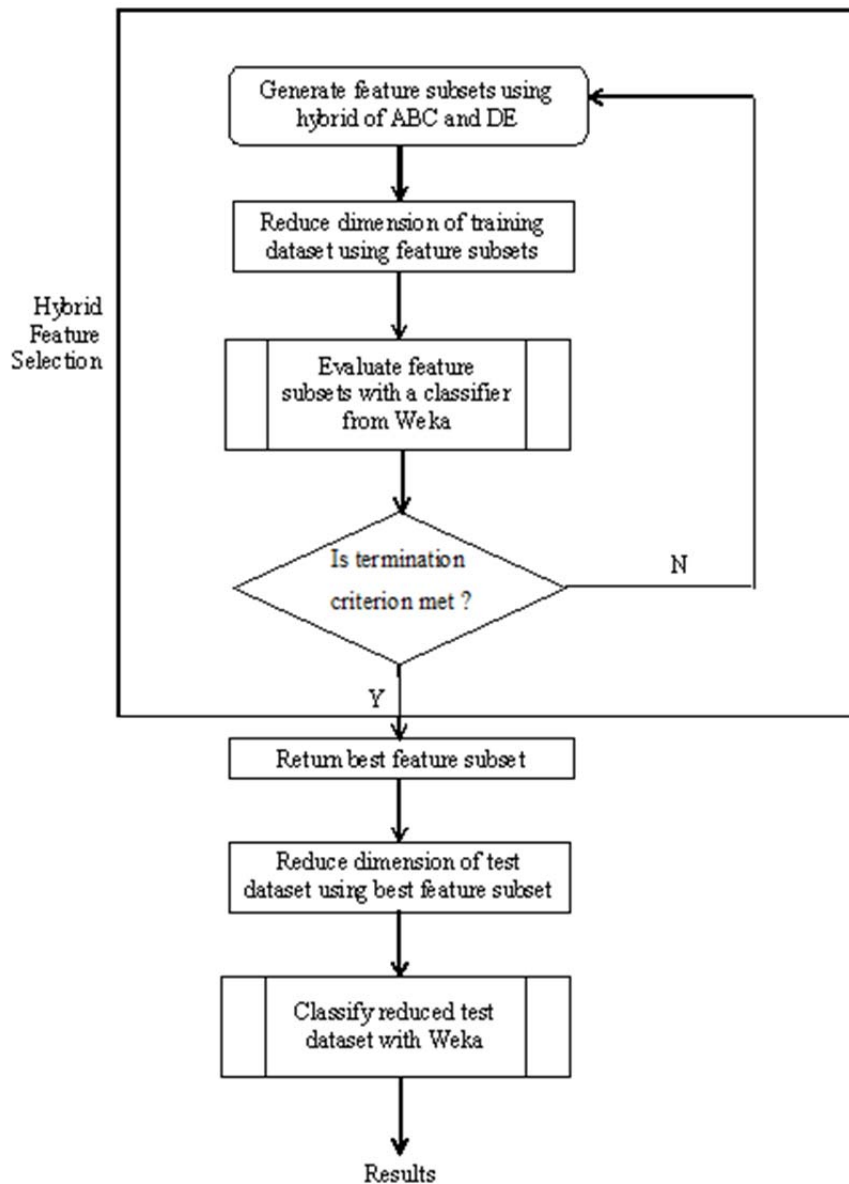 Generate feature subsets using
hybrid of ABC and DE
Reduce dimension of training
dataset using feature subsets
Hybrid
Feature
Selection
Evaluate feature
subsets with a classifier
from Weka
Is termination
criterion met ?
N
Y
Return best feature subset
Reduce dimension of test
dataset using best feature subset
Classify reduced test
dataset with Weka
Results